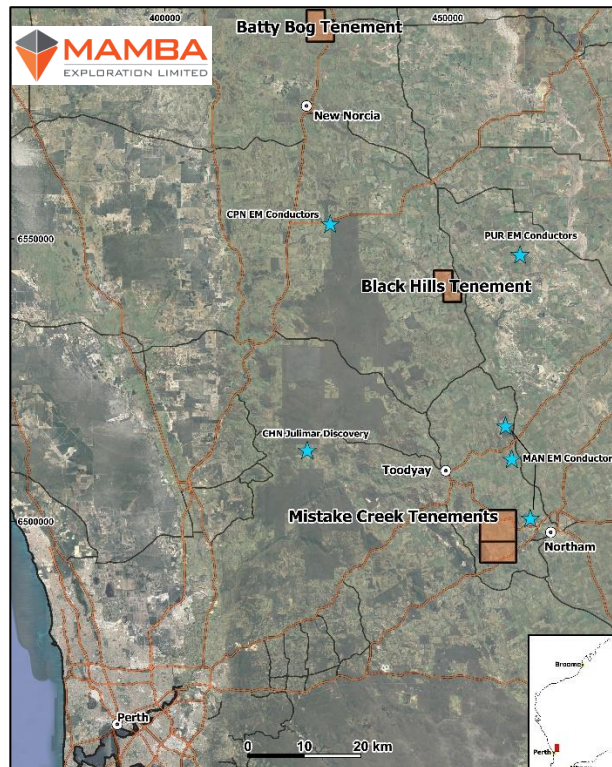 400000
450000
Batty Bog Tenement
MAMBA
EXPLORATION LIMITED
New Norcia
CPN EM Conductors
6550000
PUR EM Conductors
Black Hills Tenement
CHN Julimar Discovery
MAN EM Conductor
Toodyay
Mistake Creek Tenements
6500000
Northam
Broome
Perth
Perth
0 10 20 km